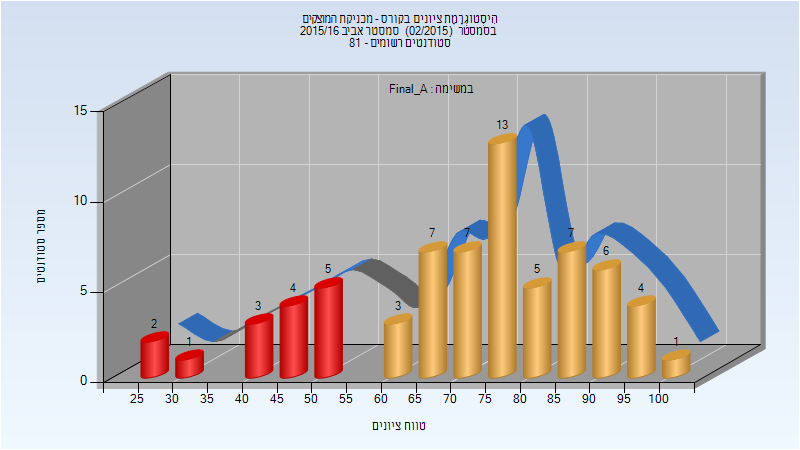 היסטוגרמת ציונים בקורס - מכניקת המוצקים
בסמסטר (02/2015) סמסטר אביב 2015/16
סטודנטים רשומים - 81
במשימה : Final_A
מספר סטודנטים
15
10
5
0
2
1
3
4
5
3
7
7
13
5
7
6
4
1
25 30 35 40 45 50 55 60 65 70 75 80 85 90 95 100
טווח ציונים